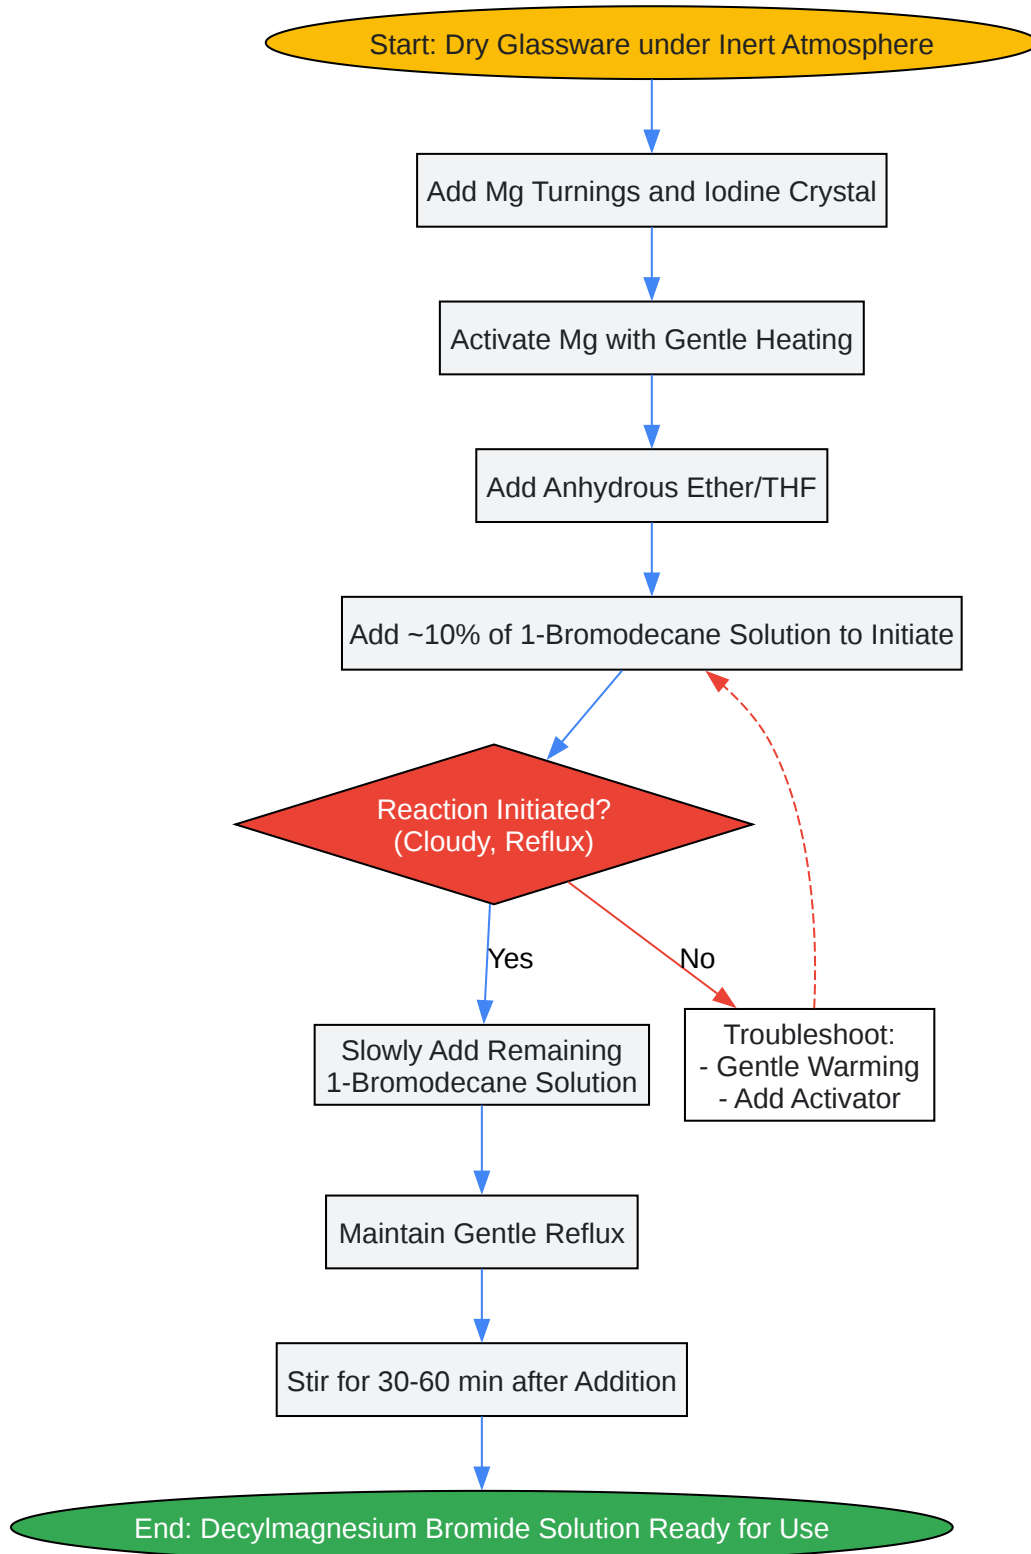 Start: Dry Glassware under Inert Atmosphere
Add Mg Turnings and Iodine Crystal
Activate Mg with Gentle Heating
Add Anhydrous Ether/THF
Add ~10% of 1-Bromodecane Solution to Initiate
Reaction Initiated?
(Cloudy, Reflux)
Yes
No
Slowly Add Remaining
1-Bromodecane Solution
Troubleshoot:
- Gentle Warming
- Add Activator
Maintain Gentle Reflux
Stir for 30-60 min after Addition
End: Decylmagnesium Bromide Solution Ready for Use